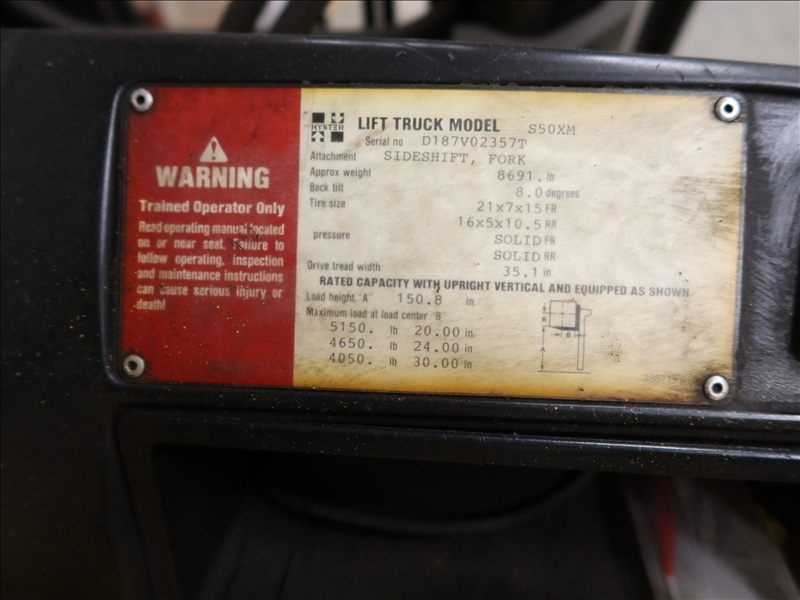 WARNING
Trained Operator Only
Read operating manual located
on or near seat. Failure to
follow operating, inspection
and maintenance instructions
can cause serious injury or
death!
HYSTER
LIFT TRUCK MODEL S50XM
Serial no D187V02357T
Attachment SIDESHIFT, FORK
Approx weight 8691. lb
Back tilt 8.0 degrees
Tire size 21x7x15 FR
16x5x10.5 RR
pressure SOLID FR
SOLID RR
Drive tread width 35.1 in
RATED CAPACITY WITH UPRIGHT VERTICAL AND EQUIPPED AS SHOWN
Load height "A" 150.8 in
Maximum load at load center "B"
5150. lb 20.00 in
4650. lb 24.00 in
4050. lb 30.00 in
B
B
A